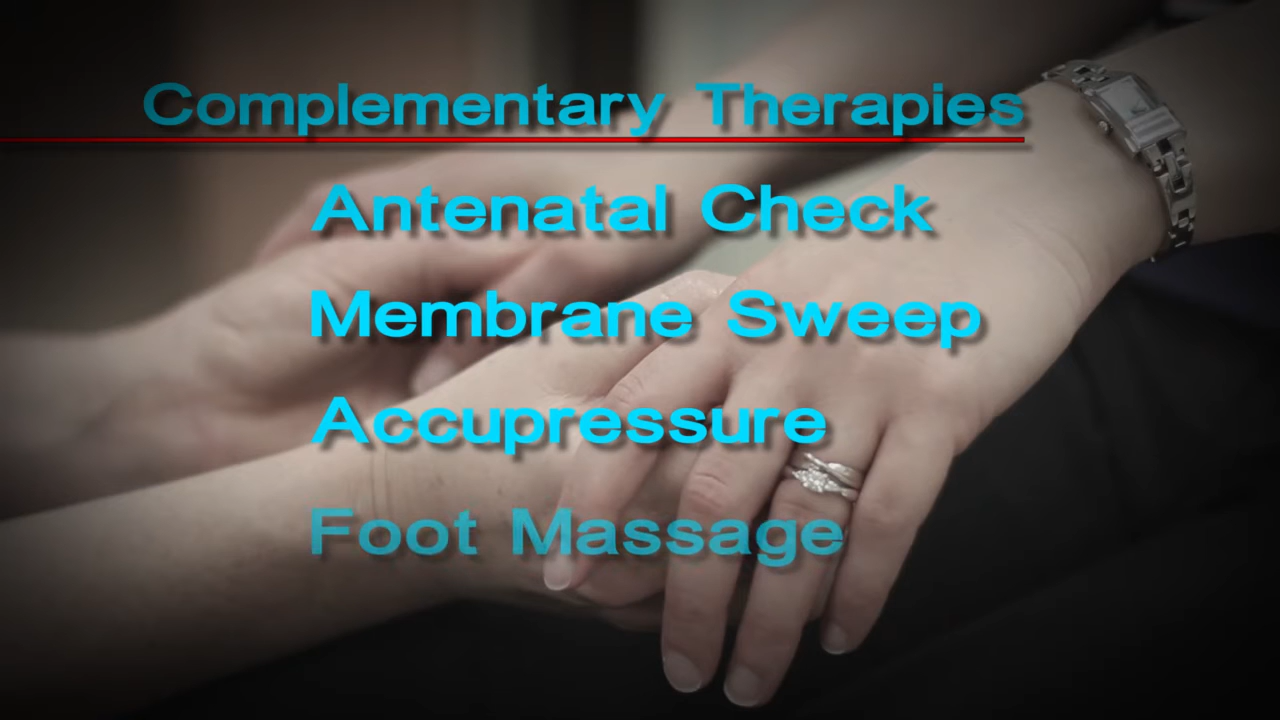 Complementary Therapies
Antenatal Check
Membrane Sweep
Accupressure
Foot Massage